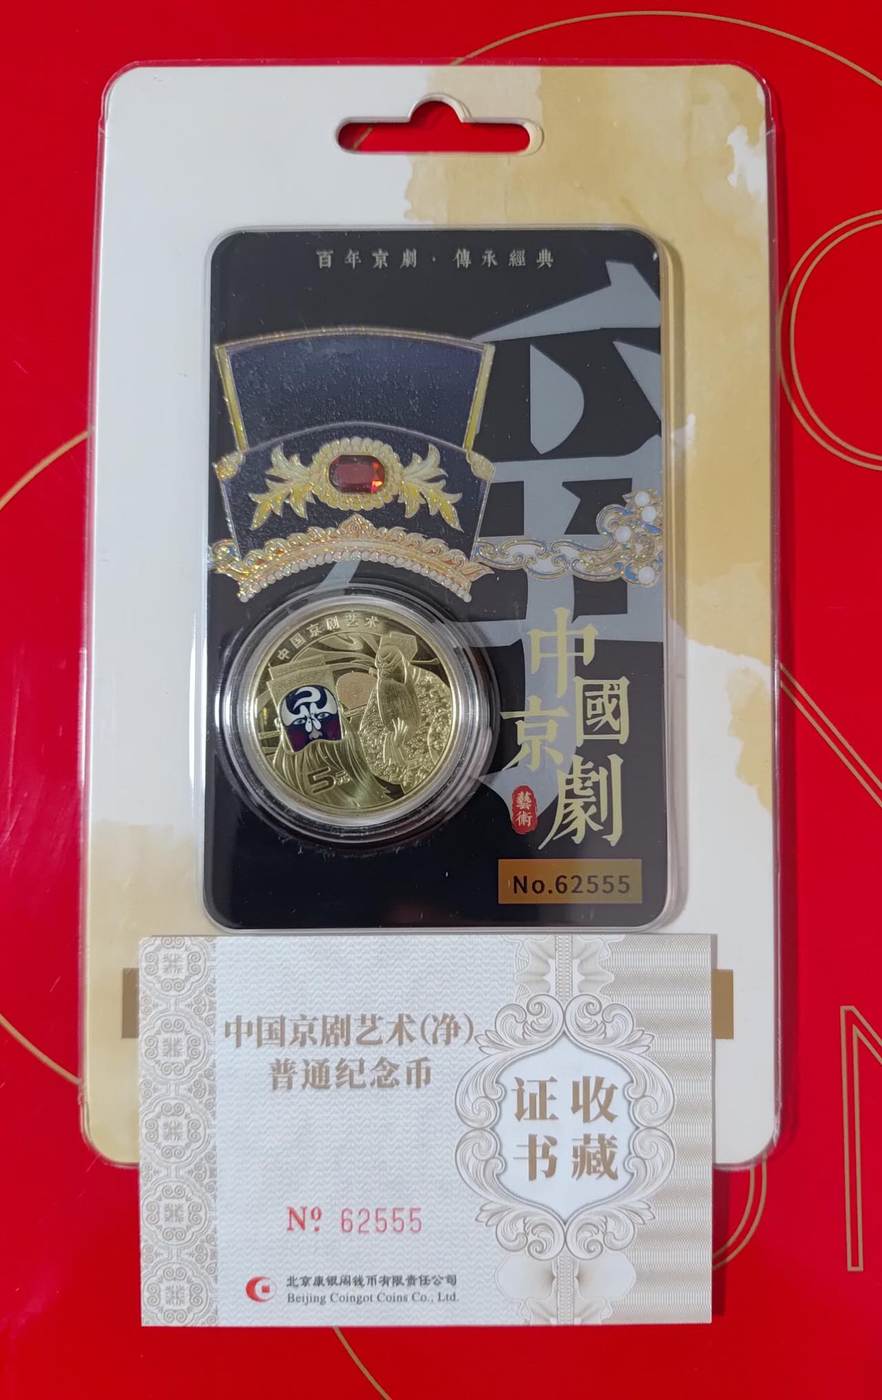 百年京劇·傳承經典
中国京剧艺术
5元
中國
京劇
藝術
No.62555
中国京剧艺术(净)
普通纪念币
收藏
证书
Nº 62555
北京康银阁钱币有限责任公司
Beijing Coingot Coins Co., Ltd.